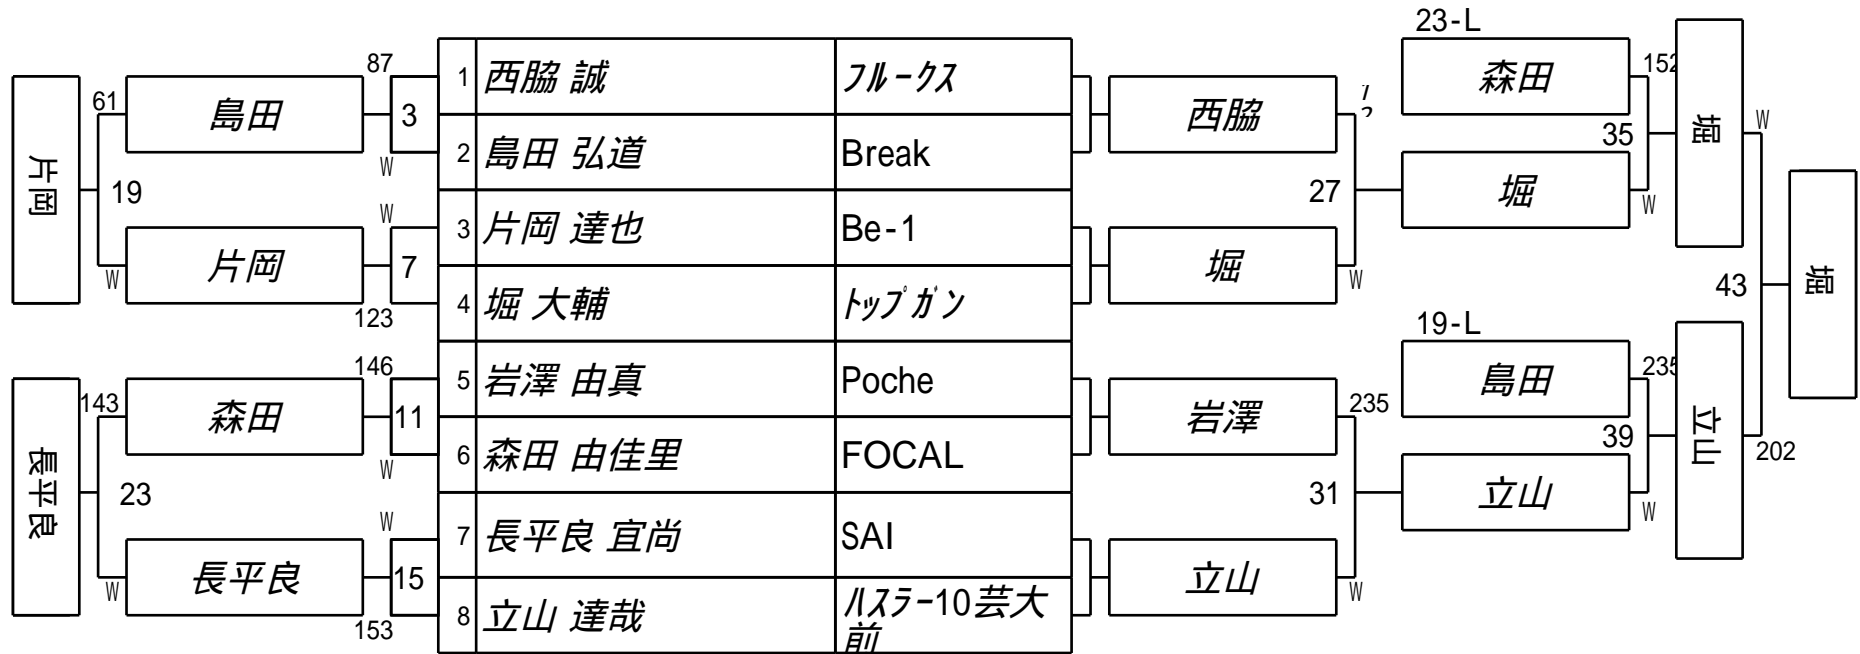 片岡
61
19
W
島田
片岡
87
3
W
W
7
123
長平良
143
23
W
森田
長平良
146
11
W
W
15
153
1 西脇 誠 フルークス
2 島田 弘道 Break
3 片岡 達也 Be-1
4 堀 大輔 トップガン
5 岩澤 由真 Poche
6 森田 由佳里 FOCAL
7 長平良 宜尚 SAI
8 立山 達哉 ハスラー10芸大
前
西脇
堀
27
W
岩澤
立山
235
31
W
23-L
森田
152
35
堀
W
19-L
島田
235
39
立山
W
堀
W
43
立山
202
堀